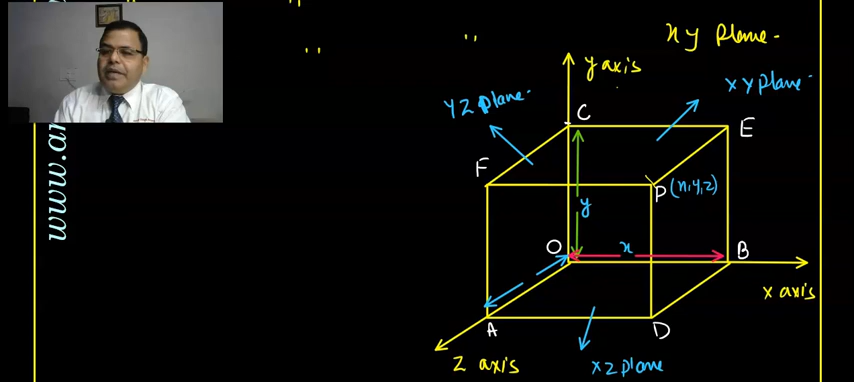 " "
xy Plane-
www.a
y axis
YZ plane-
XY plane-
C
E
F
P (x,y,z)
y
O
x
B
x axis
A
D
Z axis
XZ plane